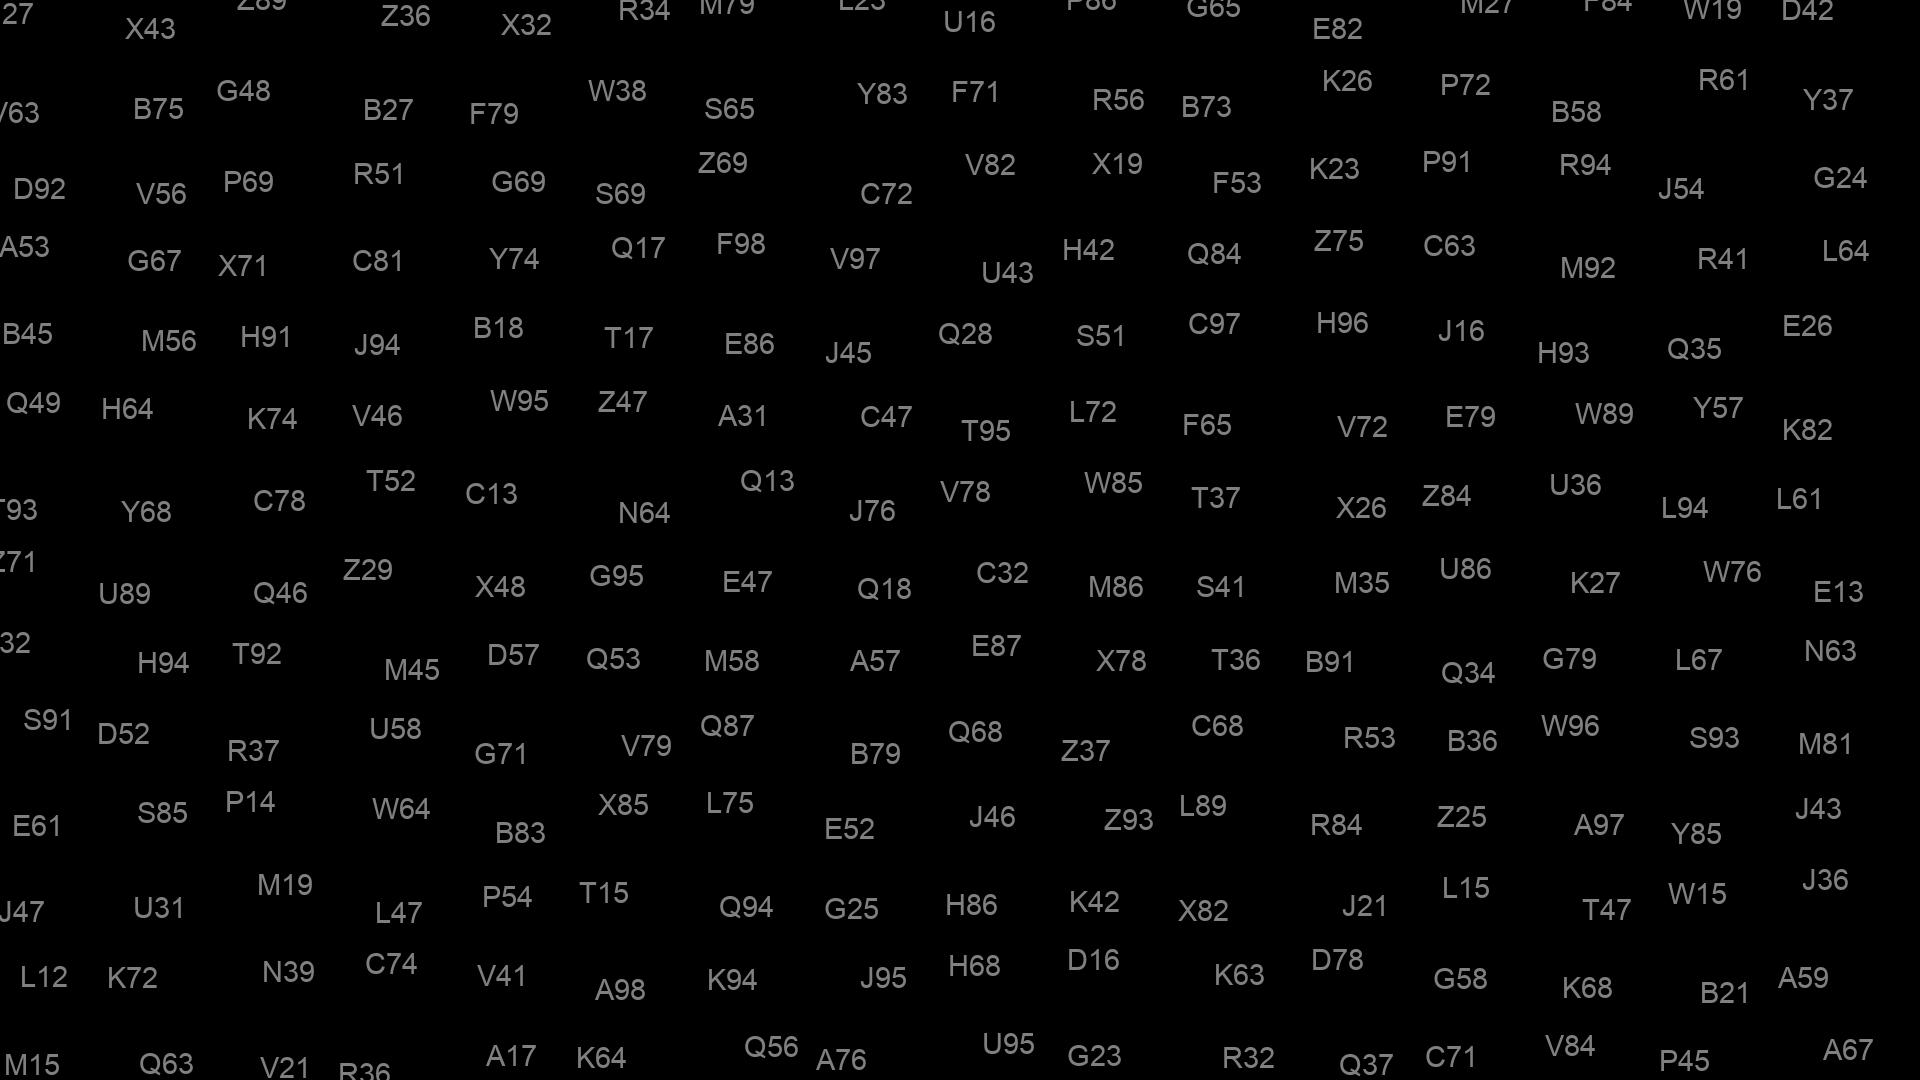 X43 Z36 X32 R34 M79 U16 G65 E82 M27 W19 D42
B75 G48 B27 F79 W38 S65 Y83 F71 R56 B73 K26 P72 B58 R61 Y37
D92 V56 P69 R51 G69 S69 Z69 C72 V82 X19 F53 K23 P91 R94 J54 G24
A53 G67 X71 C81 Y74 Q17 F98 V97 U43 H42 Q84 Z75 C63 M92 R41 L64
B45 M56 H91 J94 B18 T17 E86 J45 Q28 S51 C97 H96 J16 H93 Q35 E26
Q49 H64 K74 V46 W95 Z47 A31 C47 T95 L72 F65 V72 E79 W89 Y57 K82
T93 Y68 C78 T52 C13 N64 Q13 J76 V78 W85 T37 X26 Z84 U36 L94 L61
Z71 U89 Q46 Z29 X48 G95 E47 Q18 C32 M86 S41 M35 U86 K27 W76 E13
32 H94 T92 M45 D57 Q53 M58 A57 E87 X78 T36 B91 Q34 G79 L67 N63
S91 D52 R37 U58 G71 V79 Q87 B79 Q68 Z37 C68 R53 B36 W96 S93 M81
E61 S85 P14 W64 B83 X85 L75 E52 J46 Z93 L89 R84 Z25 A97 Y85 J43
J47 U31 M19 L47 P54 T15 Q94 G25 H86 K42 X82 J21 L15 T47 W15 J36
L12 K72 N39 C74 V41 A98 K94 J95 H68 D16 K63 D78 G58 K68 B21 A59
M15 Q63 V21 R36 A17 K64 Q56 A76 U95 G23 R32 Q37 C71 V84 P45 A67